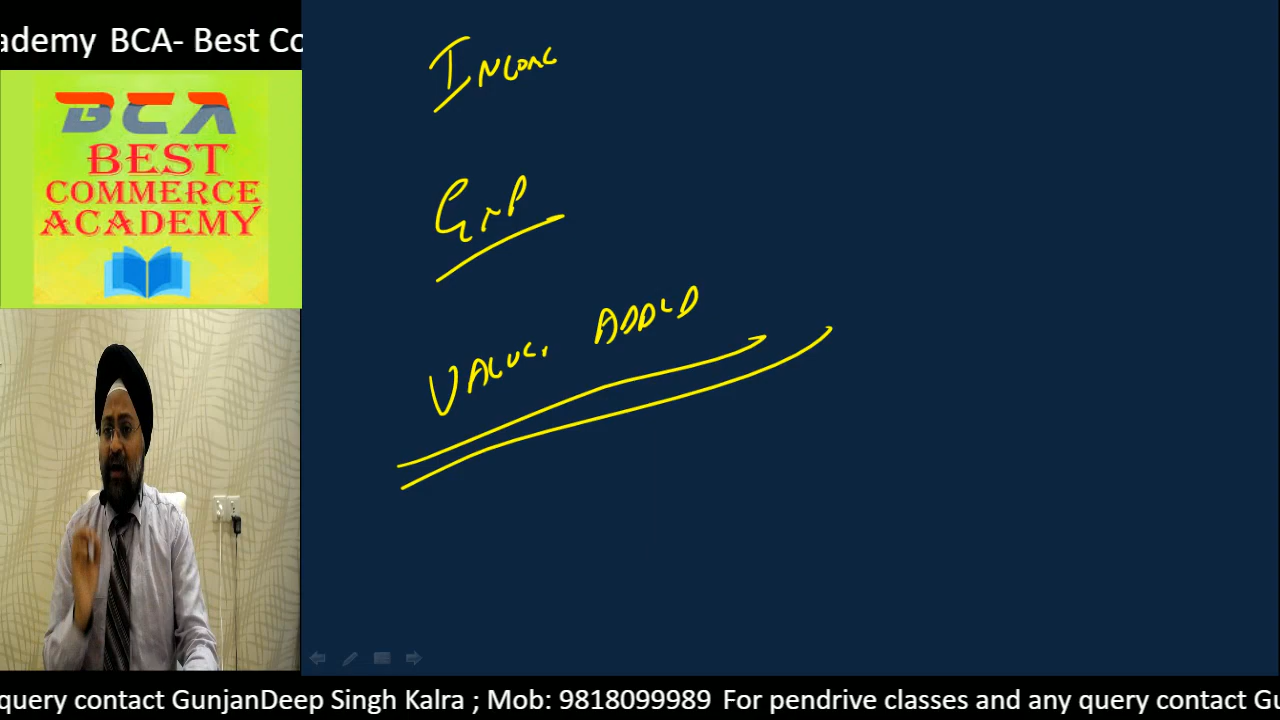 ademy BCA- Best Co
BCA
BEST
COMMERCE
ACADEMY
Income
GNP
VALUE. ADDED
query contact GunjanDeep Singh Kalra ; Mob: 9818099989 For pendrive classes and any query contact Gu